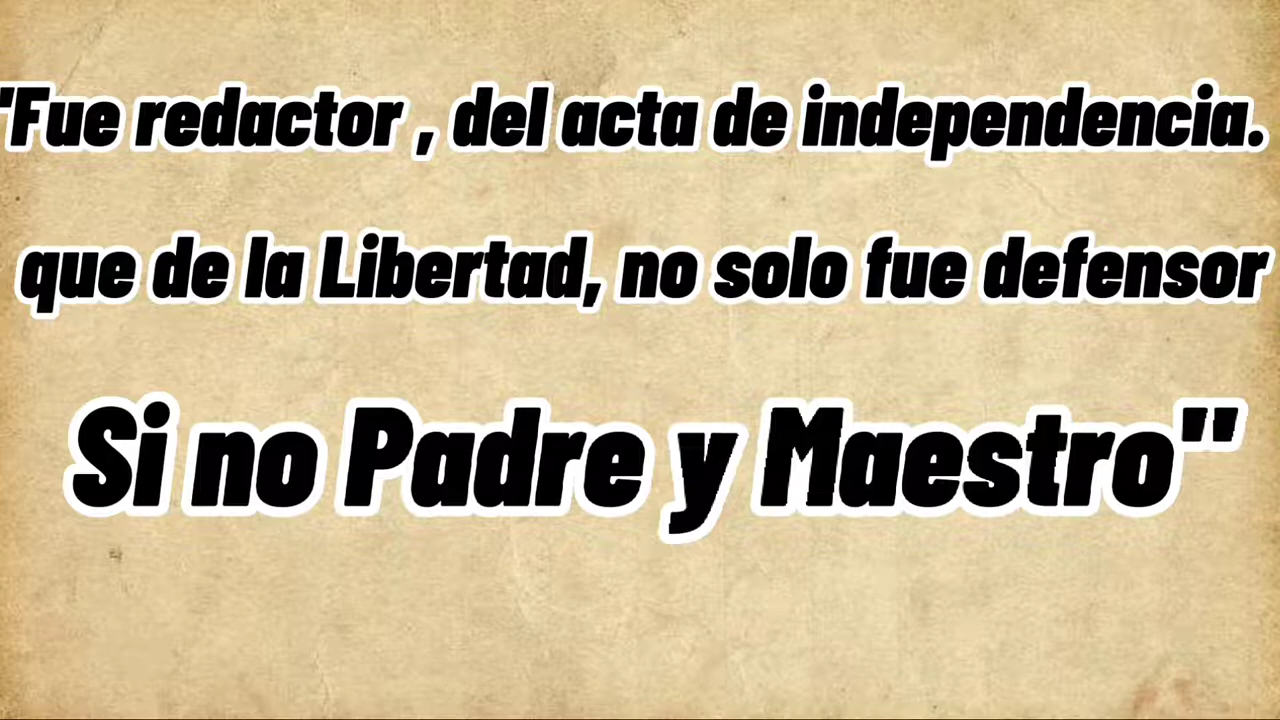 "Fue redactor , del acta de independencia.
que de la Libertad, no solo fue defensor
Si no Padre y Maestro"